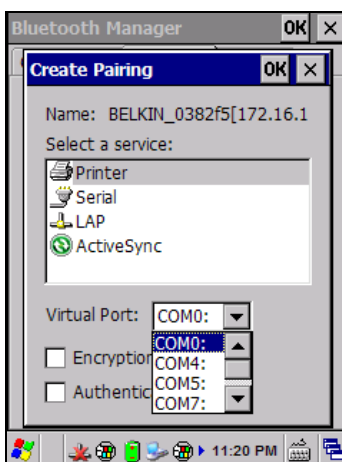 Bluetooth Manager OK
Create Pairing OK
Name: BELKIN_0382f5[172.16.1
Select a service:
Printer
Serial
LAP
ActiveSync
Virtual Port: COM0:
COM0:
COM4:
Encryption
COM5:
Authentic
COM7:
11:20 PM